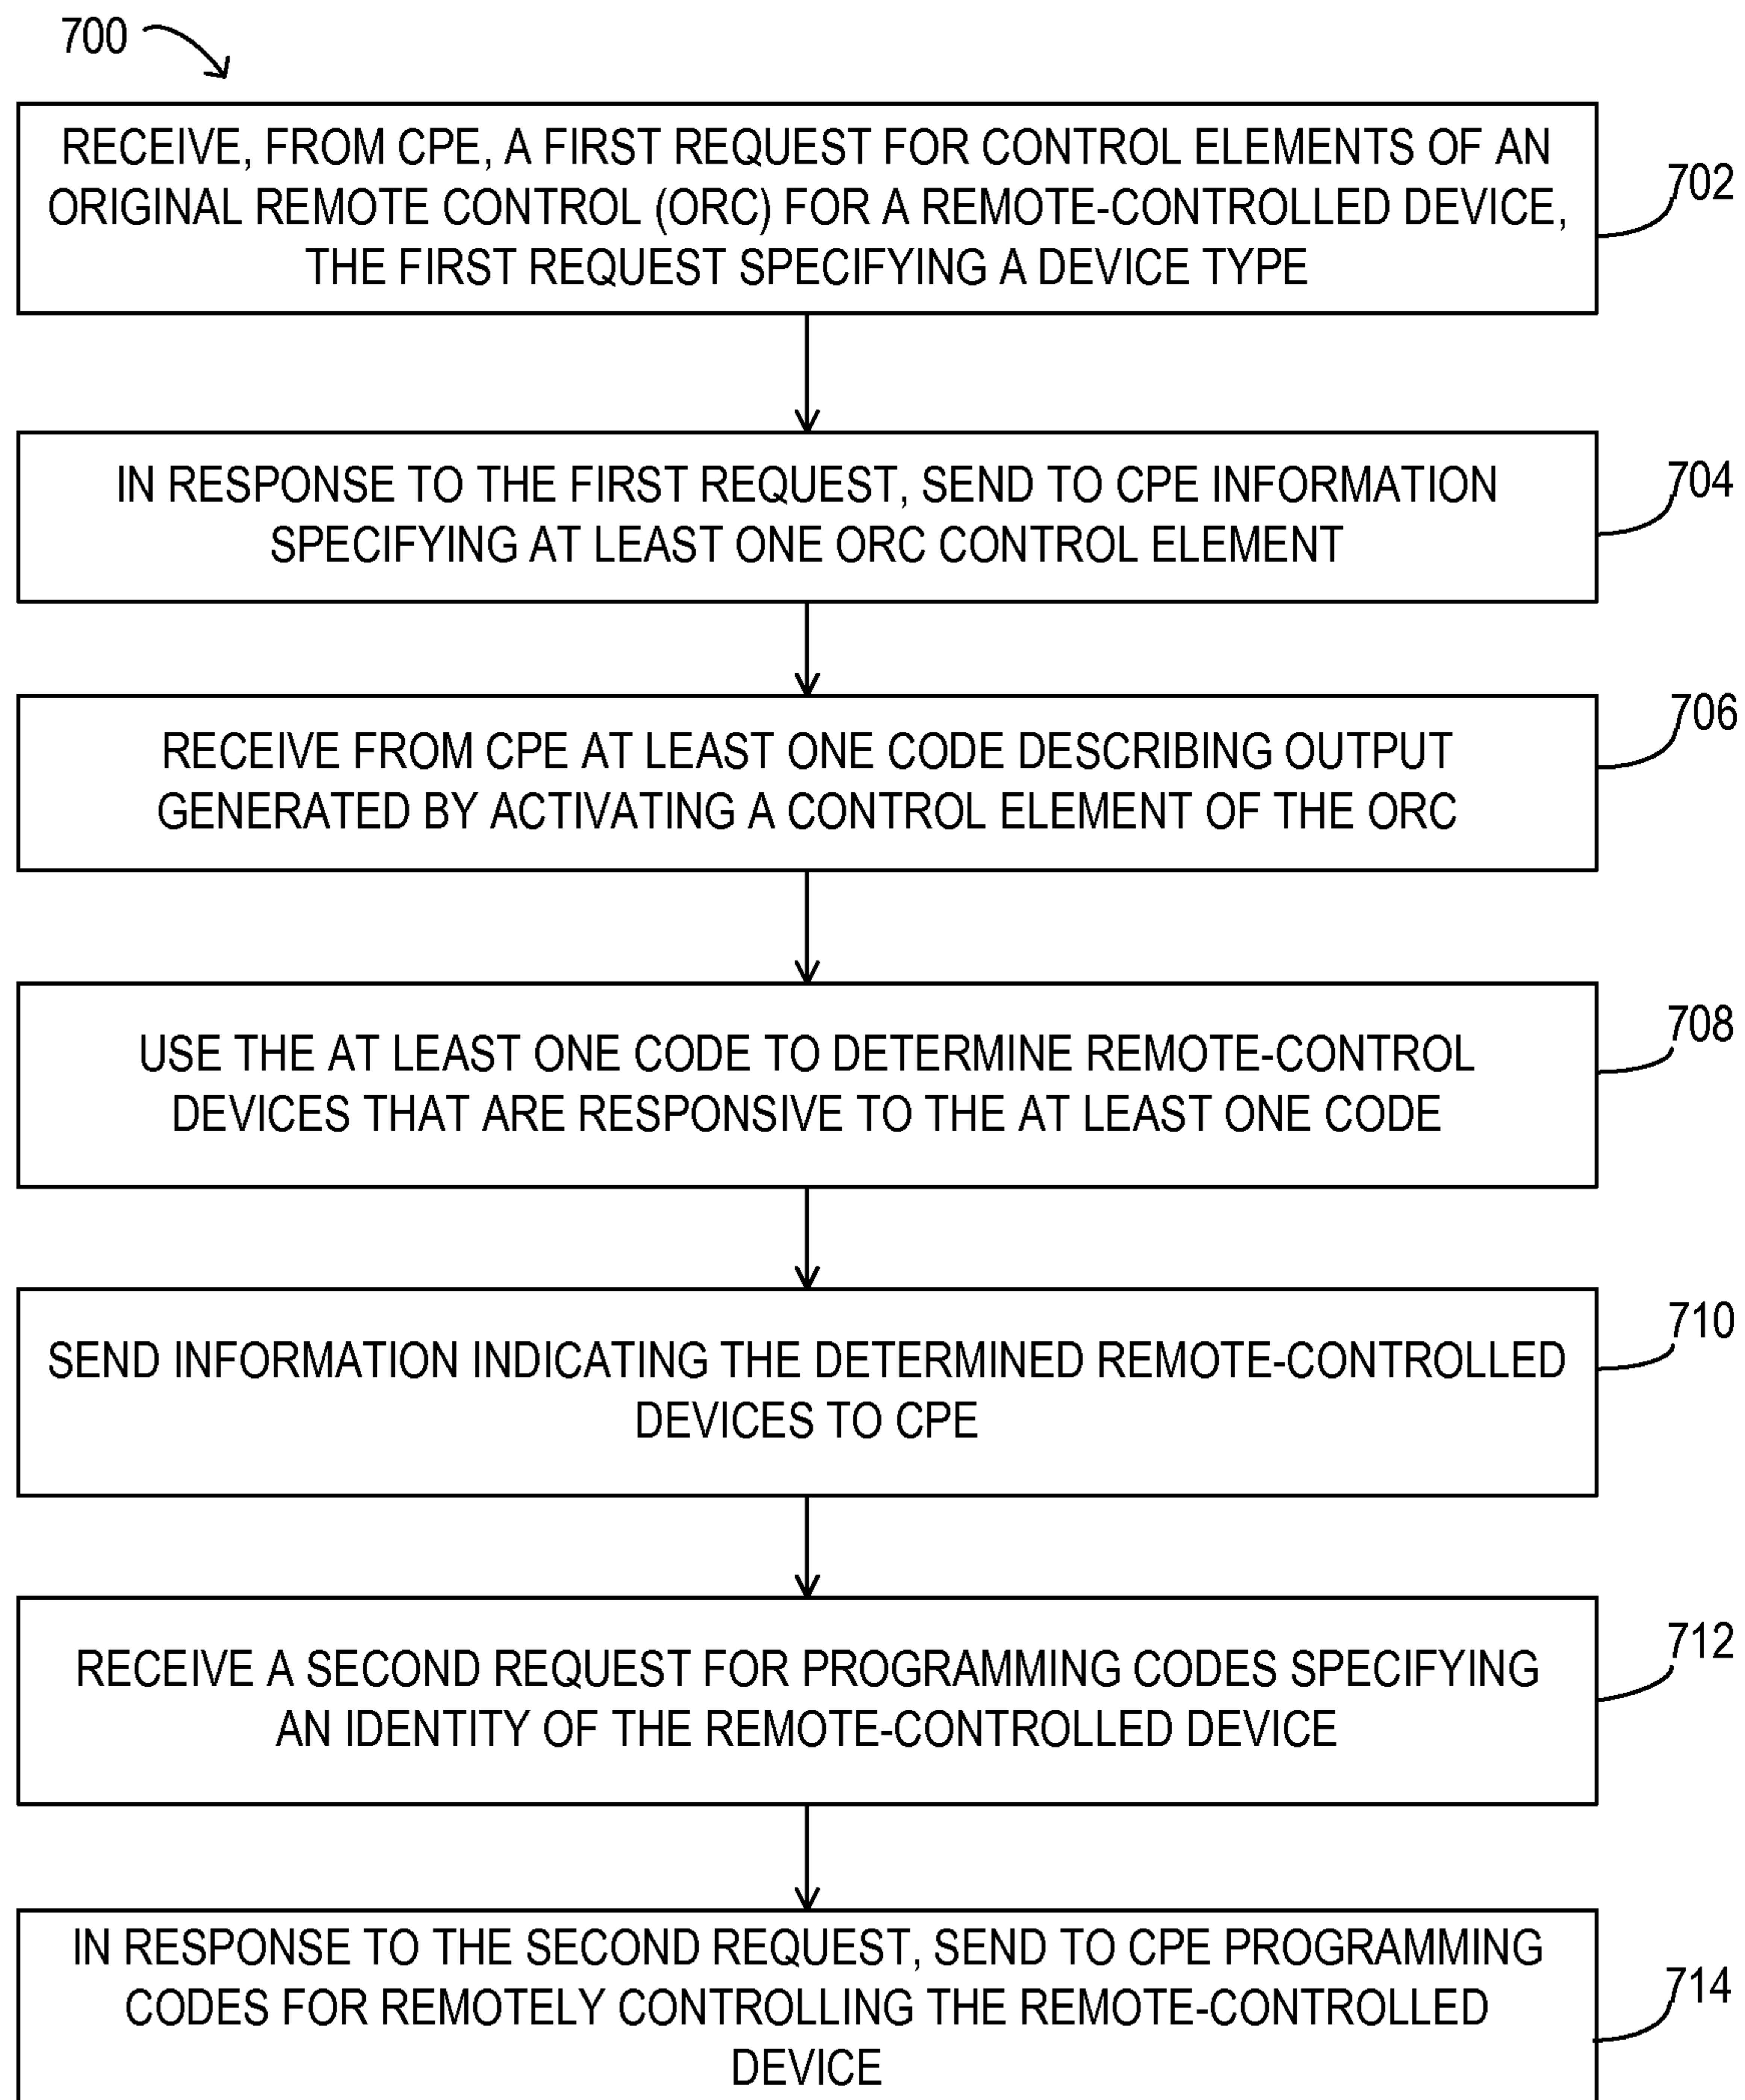 700
RECEIVE, FROM CPE, A FIRST REQUEST FOR CONTROL ELEMENTS OF AN
ORIGINAL REMOTE CONTROL (ORC) FOR A REMOTE-CONTROLLED DEVICE,
THE FIRST REQUEST SPECIFYING A DEVICE TYPE
702
IN RESPONSE TO THE FIRST REQUEST, SEND TO CPE INFORMATION
SPECIFYING AT LEAST ONE ORC CONTROL ELEMENT
704
RECEIVE FROM CPE AT LEAST ONE CODE DESCRIBING OUTPUT
GENERATED BY ACTIVATING A CONTROL ELEMENT OF THE ORC
706
USE THE AT LEAST ONE CODE TO DETERMINE REMOTE-CONTROL
DEVICES THAT ARE RESPONSIVE TO THE AT LEAST ONE CODE
708
SEND INFORMATION INDICATING THE DETERMINED REMOTE-CONTROLLED
DEVICES TO CPE
710
RECEIVE A SECOND REQUEST FOR PROGRAMMING CODES SPECIFYING
AN IDENTITY OF THE REMOTE-CONTROLLED DEVICE
712
IN RESPONSE TO THE SECOND REQUEST, SEND TO CPE PROGRAMMING
CODES FOR REMOTELY CONTROLLING THE REMOTE-CONTROLLED
DEVICE
714